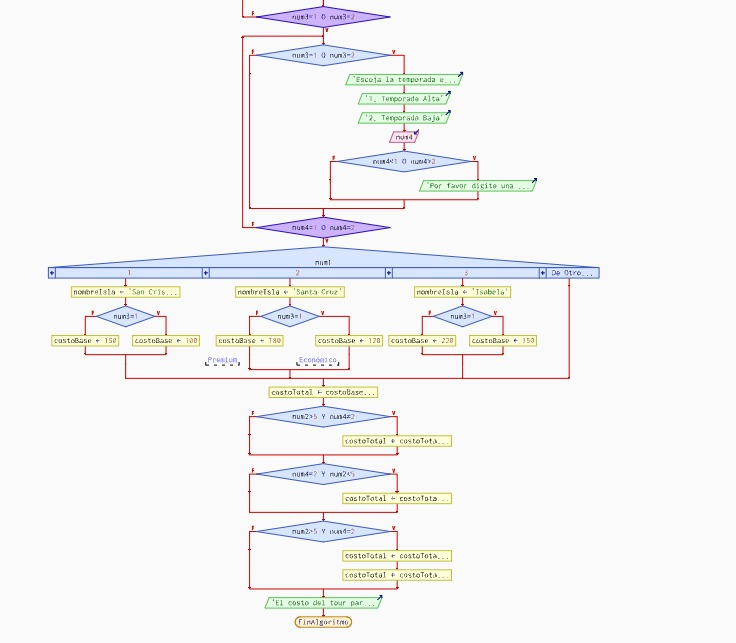 num3=1 O num3=2
F
V
num3=1 O num3=2
F
V
'Escoja la temporada e...
'1. Temporada Alta'
'2. Temporada Baja'
num4
num4<1 O num4>2
F
V
'Por favor digite una ...
num4=1 O num4=2
F
V
num1
1
2
3
De Otro...
nombreIsla ← 'San Cris...
nombreIsla ← 'Santa Cruz'
nombreIsla ← 'Isabela'
F
num3=1
V
F
num3=1
V
F
num3=1
V
costoBase ← 150
costoBase ← 100
costoBase ← 180
costoBase ← 120
costoBase ← 220
costoBase ← 150
Premium
Económico
costoTotal ← costoBase...
F
V
num2>5 Y num4≠2
costoTotal ← costoTota...
F
V
num4=2 Y num2<5
costoTotal ← costoTota...
F
V
num2>5 Y num4=2
costoTotal ← costoTota...
costoTotal ← costoTota...
'El costo del tour par...
FinAlgoritmo